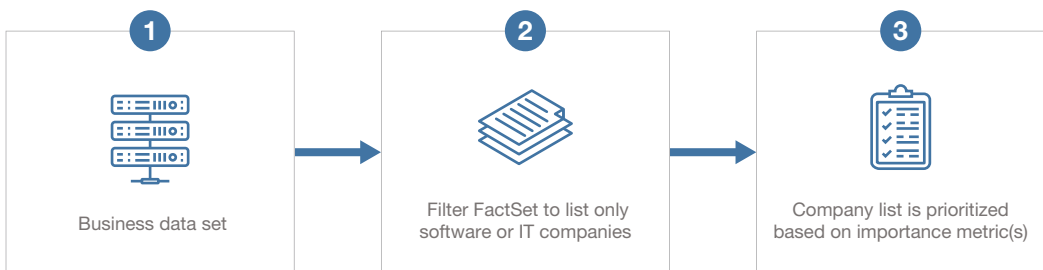 1
Business data set
2
Filter FactSet to list only
software or IT companies
3
Company list is prioritized
based on importance metric(s)